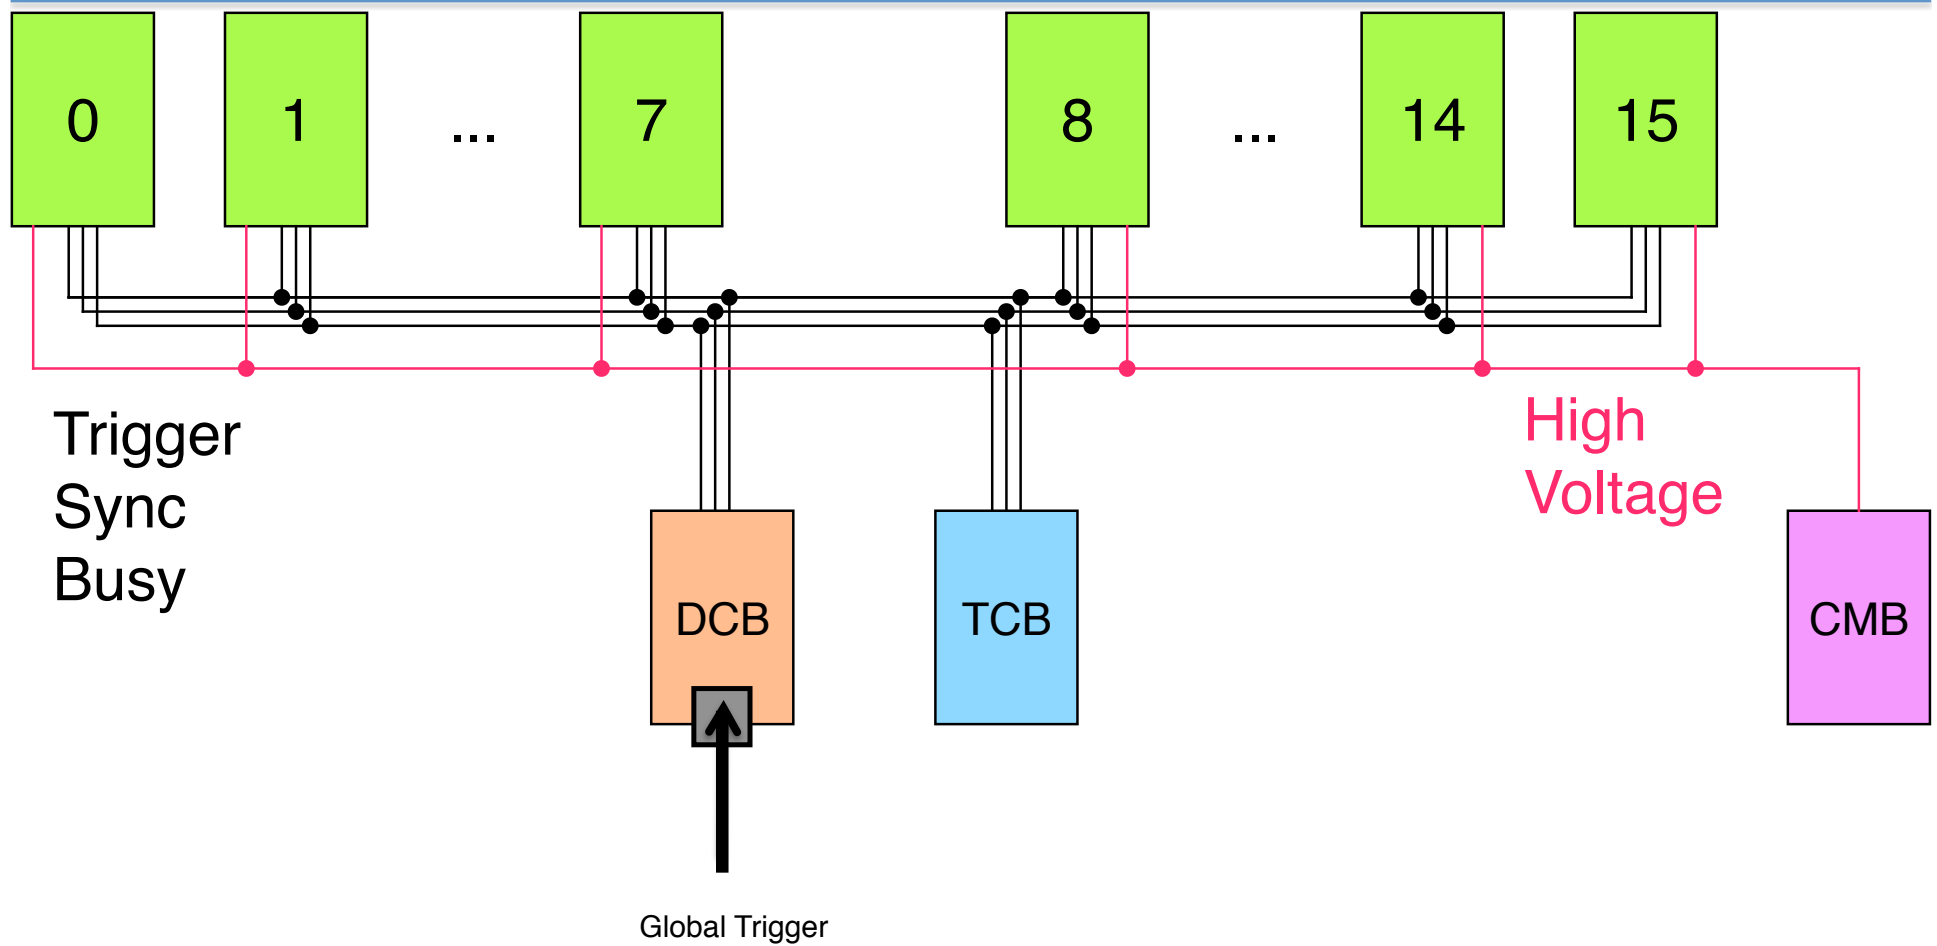 0 1 ... 7 8 ... 14 15
Trigger
Sync
Busy
High
Voltage
DCB TCB CMB
Global Trigger